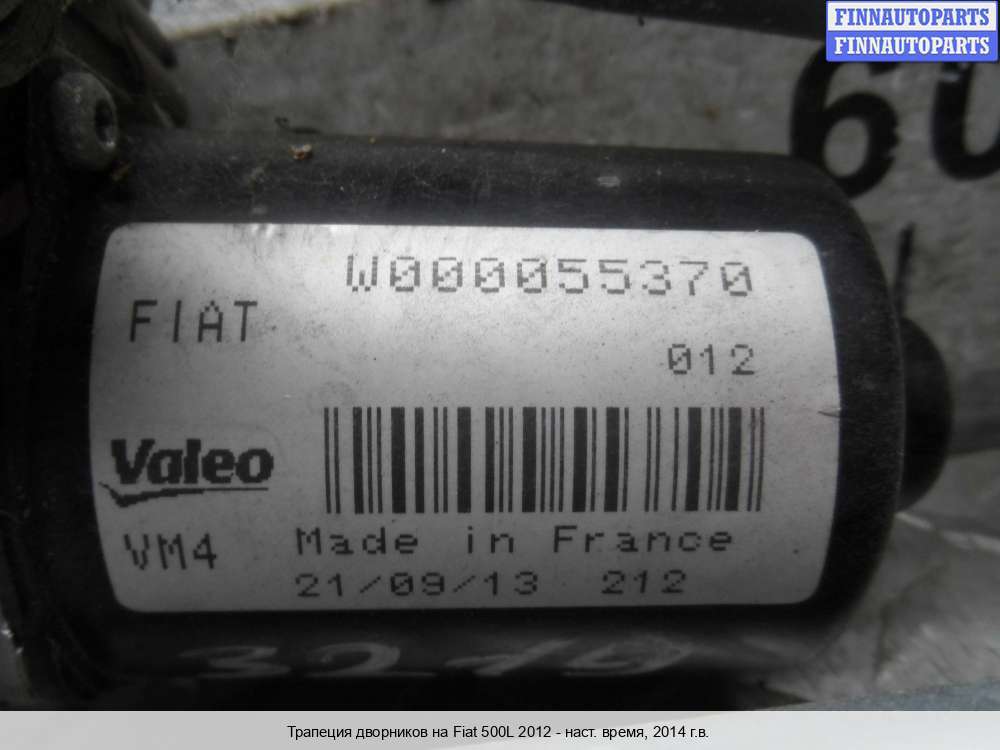 FINNAUTOPARTS
FINNAUTOPARTS
60
W000055370
FIAT
012
Valeo
VM4
Made in France
21/09/13 212
Трапеция дворников на Fiat 500L 2012 - наст. время, 2014 г.в.